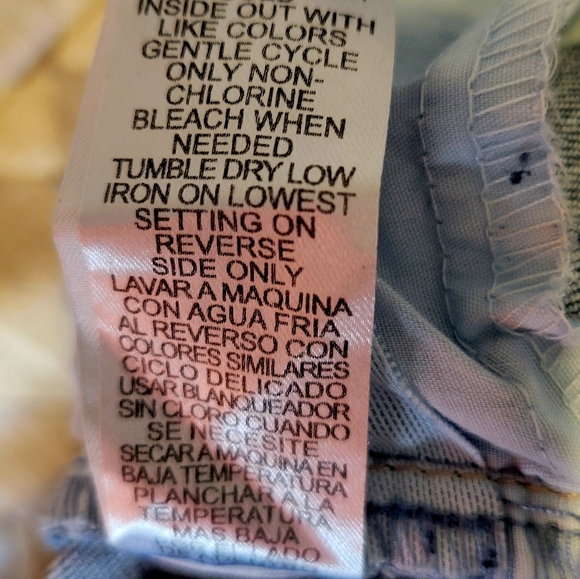 INSIDE OUT WITH
LIKE COLORS
GENTLE CYCLE
ONLY NON-
CHLORINE
BLEACH WHEN
NEEDED
TUMBLE DRY LOW
IRON ON LOWEST
SETTING ON
REVERSE
SIDE ONLY
LAVAR A MAQUINA
CON AGUA FRIA
AL REVERSO CON
COLORES SIMILARES
CICLO DELICADO
USAR BLANQUEADOR
SIN CLORO CUANDO
SE NECESITE
SECAR A MAQUINA EN
BAJA TEMPERATURA
PLANCHAR A LA
TEMPERATURA
MAS BAJA
LADO